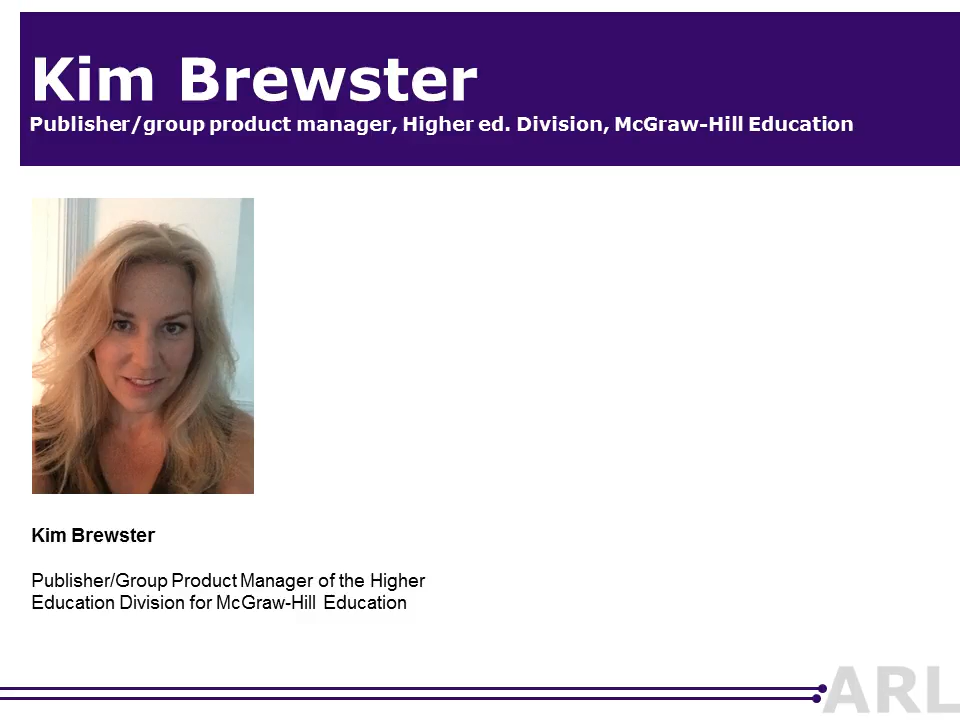 Kim Brewster
Publisher/group product manager, Higher ed. Division, McGraw-Hill Education
Kim Brewster
Publisher/Group Product Manager of the Higher
Education Division for McGraw-Hill Education
ARL